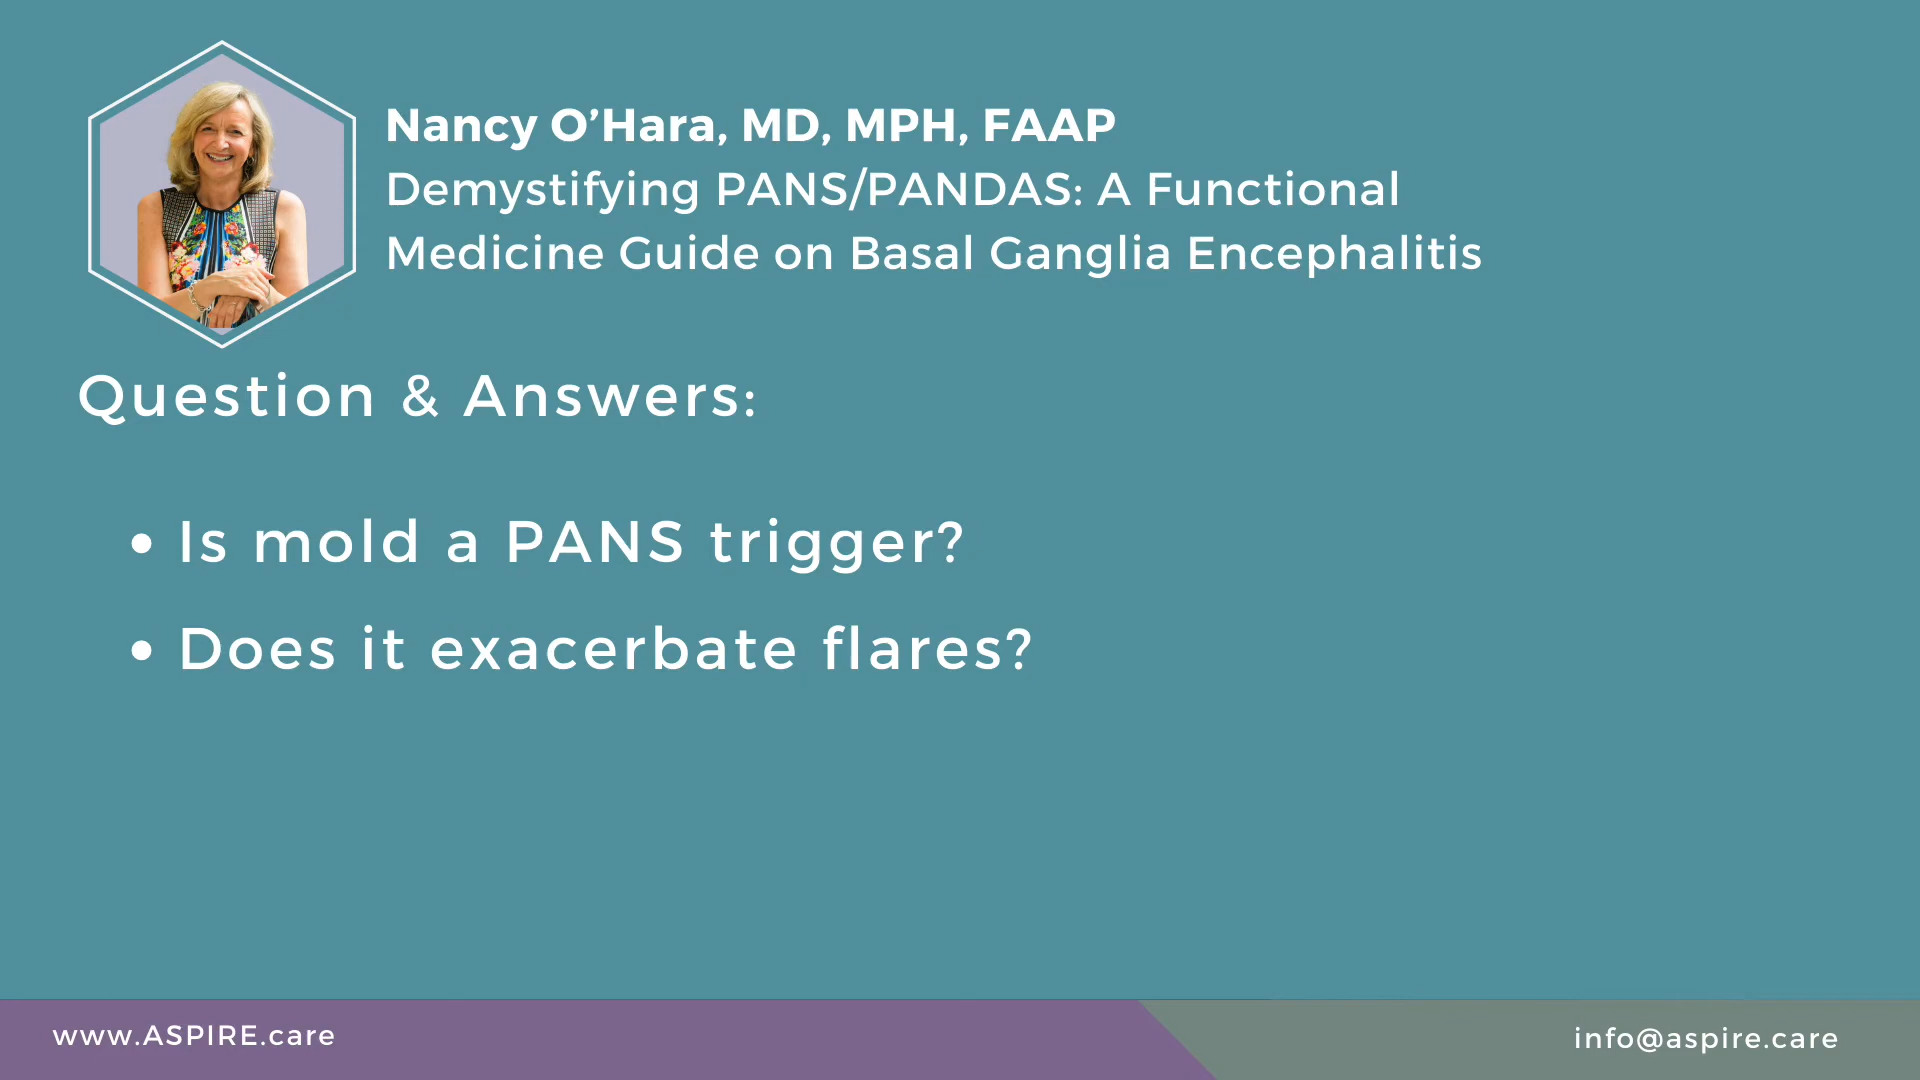 Nancy O’Hara, MD, MPH, FAAP
Demystifying PANS/PANDAS: A Functional
Medicine Guide on Basal Ganglia Encephalitis
Question & Answers:
• Is mold a PANS trigger?
• Does it exacerbate flares?
www.ASPIRE.care
info@aspire.care